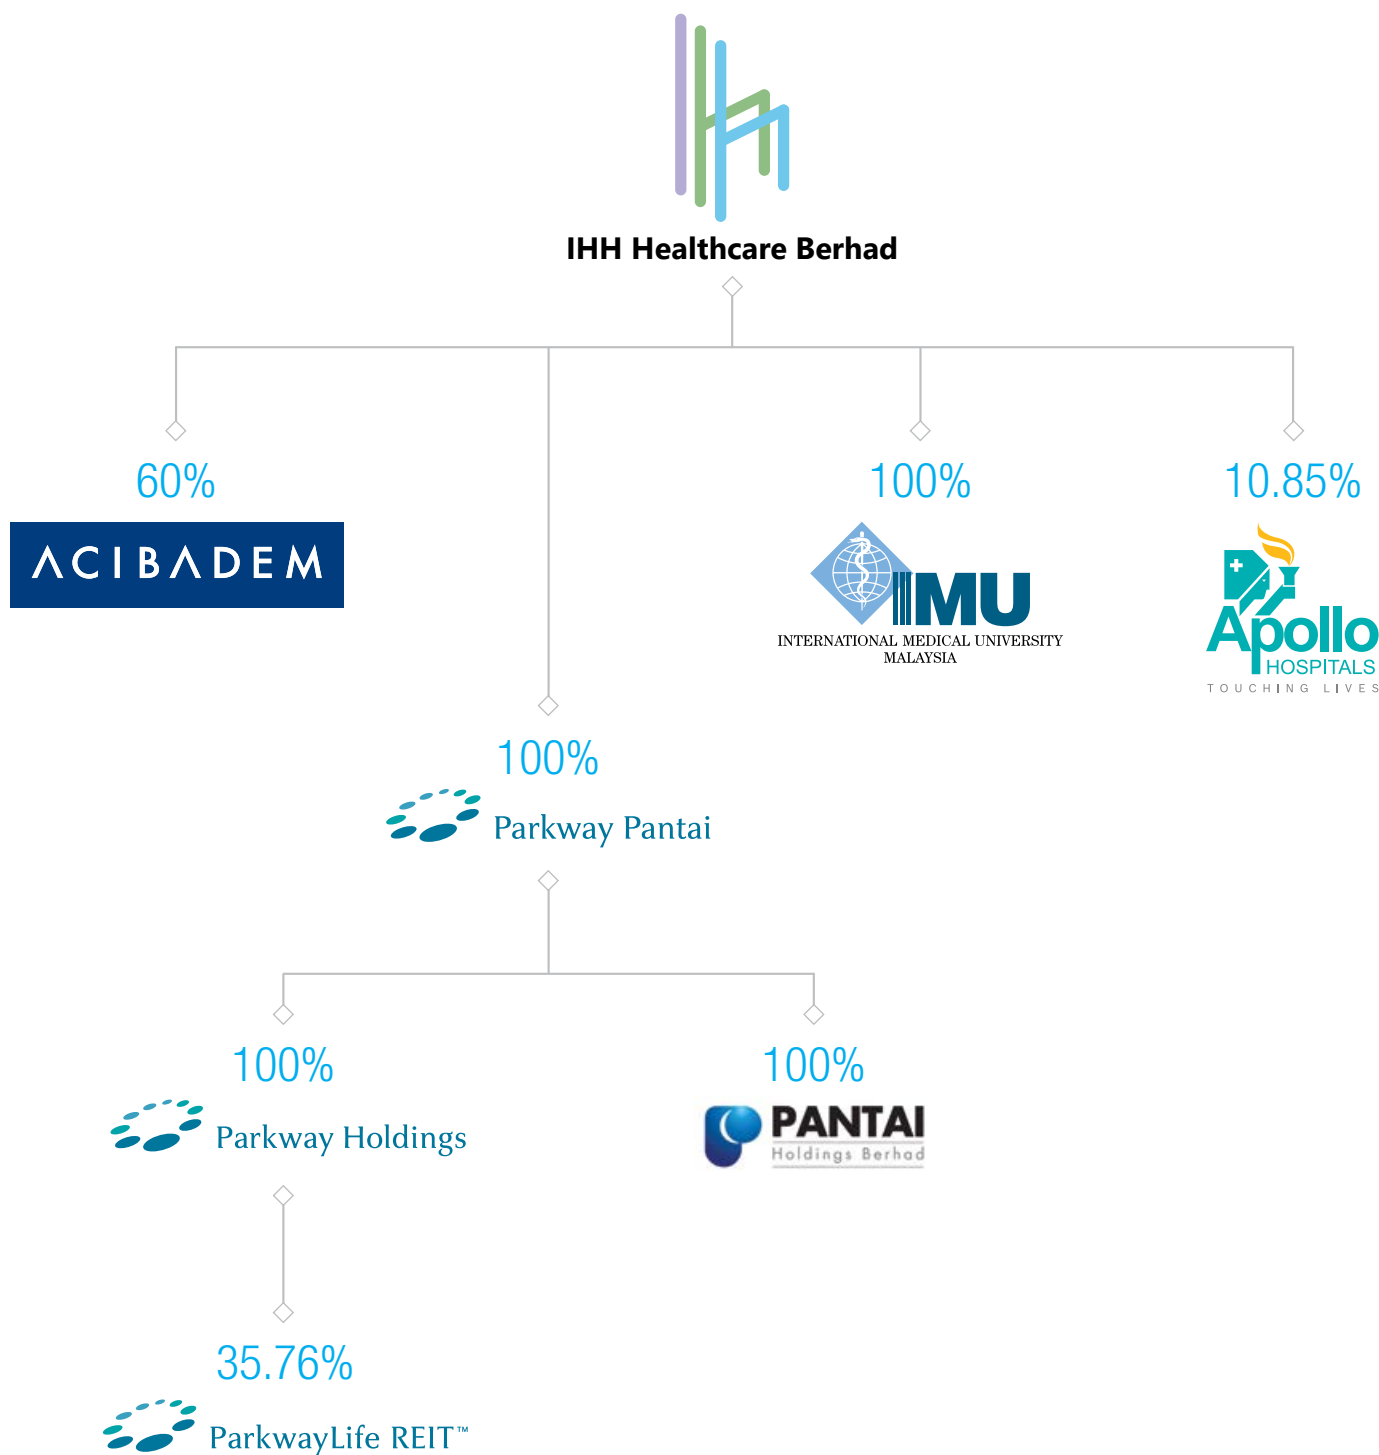 IHH Healthcare Berhad
60%
ACIBADEM
100%
IMU
INTERNATIONAL MEDICAL UNIVERSITY
MALAYSIA
10.85%
Apollo
HOSPITALS
TOUCHING LIVES
100%
Parkway Pantai
100%
Parkway Holdings
100%
PANTAI
Holdings Berhad
35.76%
ParkwayLife REIT™